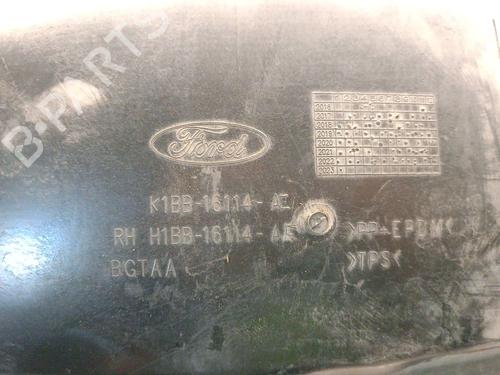 B-PARTS
Ford
2016
2017
2018
2019
2020
2021
2022
2023
K1BB-16114-AE
RH H1BB-16114-AE >PP+EPDM<
BGTAA >TPS<